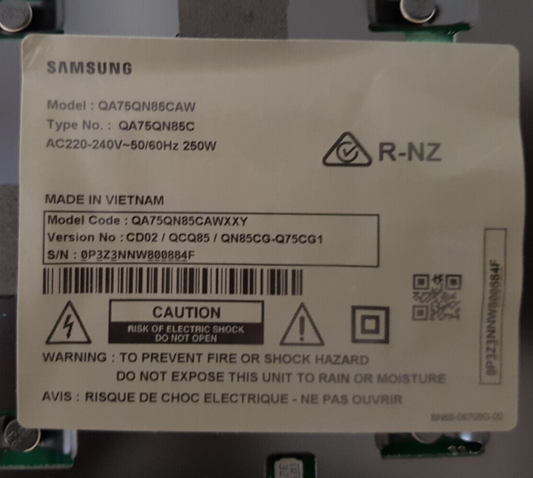 SAMSUNG
Model : QA75QN85CAW
Type No. : QA75QN85C
AC220-240V~50/60Hz 250W
R-NZ
MADE IN VIETNAM
Model Code : QA75QN85CAWXXY
Version No : CD02 / QCQ85 / QN85CG-Q75CG1
S/N : 0P3Z3NNW800884F
0P3Z3NNW800884F
CAUTION
RISK OF ELECTRIC SHOCK
DO NOT OPEN
WARNING : TO PREVENT FIRE OR SHOCK HAZARD
DO NOT EXPOSE THIS UNIT TO RAIN OR MOISTURE
AVIS : RISQUE DE CHOC ELECTRIQUE - NE PAS OUVRIR